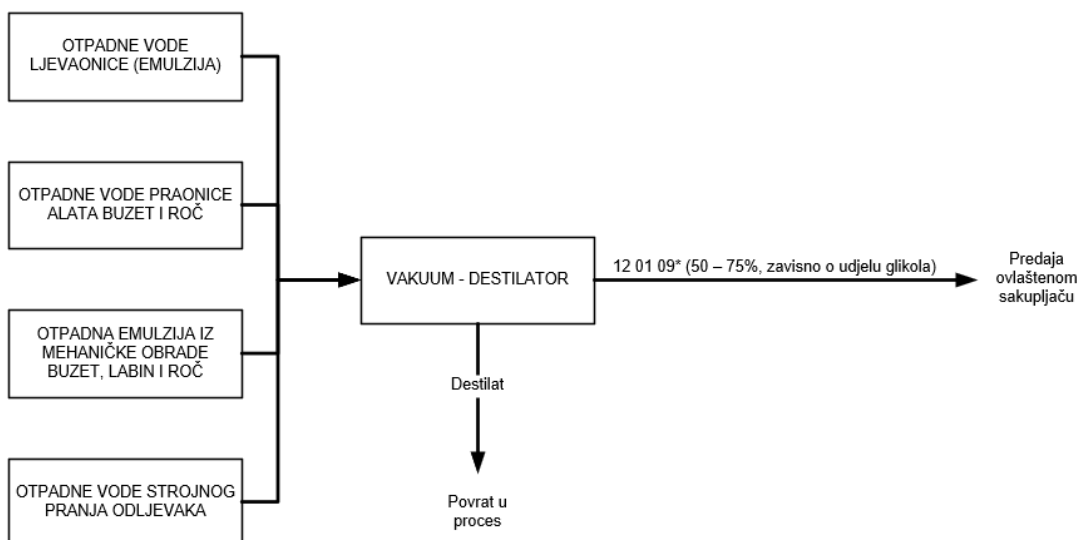 OTPADNE VODE
LJEVAONICE (EMULZIJA)
OTPADNE VODE PRAONICE
ALATA BUZET I ROČ
OTPADNA EMULZIJA IZ
MEHANIČKE OBRADE
BUZET, LABIN I ROČ
OTPADNE VODE STROJNOG
PRANJA ODLJEVAKA
VAKUUM - DESTILATOR
12 01 09* (50 – 75%, zavisno o udjelu glikola)
Predaja
ovlaštenom
sakupljaču
Destilat
Povrat u
proces